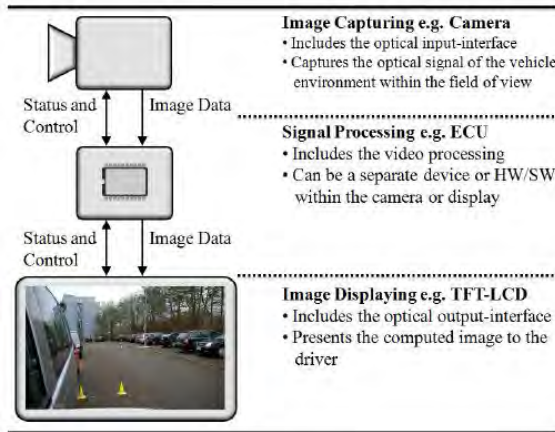 Image Capturing e.g. Camera
• Includes the optical input-interface
• Captures the optical signal of the vehicle
environment within the field of view
Status and
Control
Image Data
Signal Processing e.g. ECU
• Includes the video processing
• Can be a separate device or HW/SW
within the camera or display
Status and
Control
Image Data
Image Displaying e.g. TFT-LCD
• Includes the optical output-interface
• Presents the computed image to the
driver